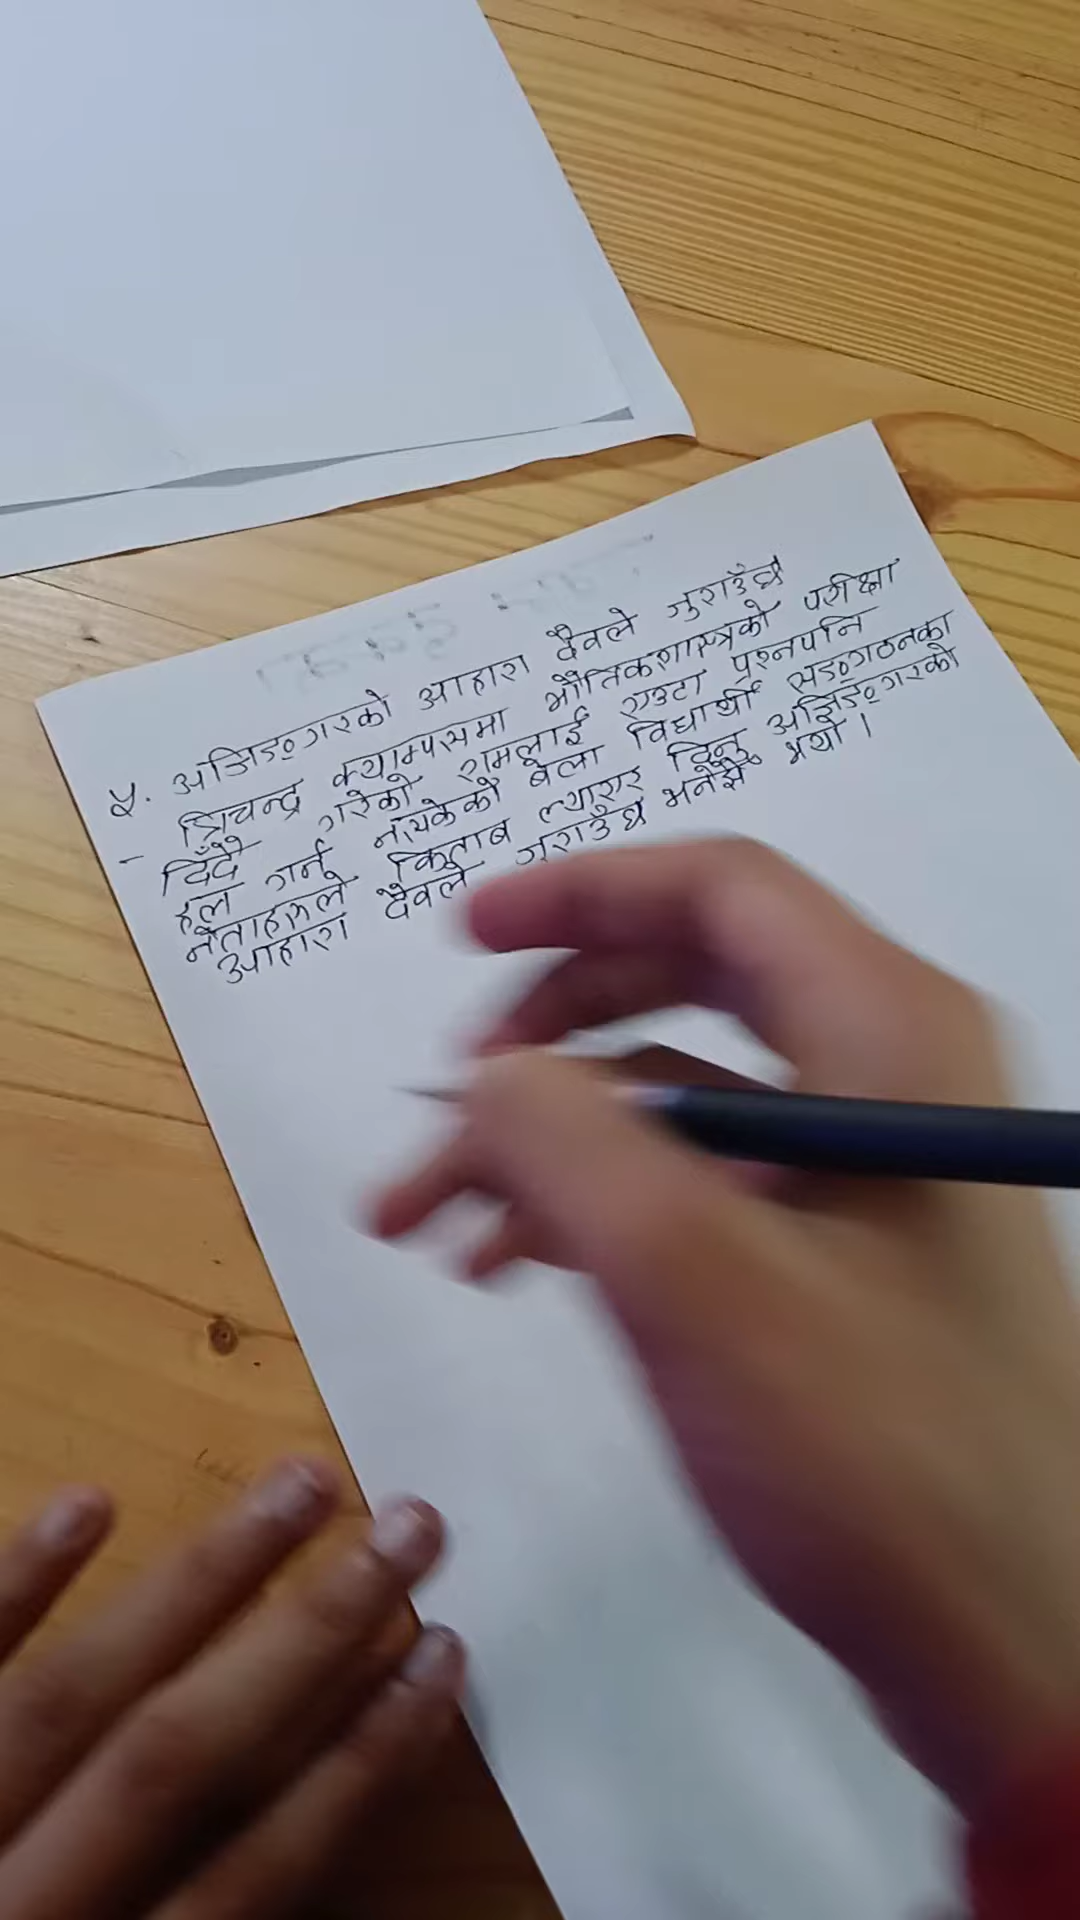 ५. अजिङ्गरको आहारा दैवले जुराउँछ
- त्रिचन्द्र क्याम्पसमा भौतिकशास्त्रको परीक्षा
दिँदै गरेको रामलाई एउटा प्रश्नपनि
हल गर्न नसकेको बेला विद्यार्थी सङ्गठनका
नेताहरूले किताब ल्याएर दिनु अजिङ्गरको
आहारा दैवले जुराउँछ भनेझैँ भयो ।